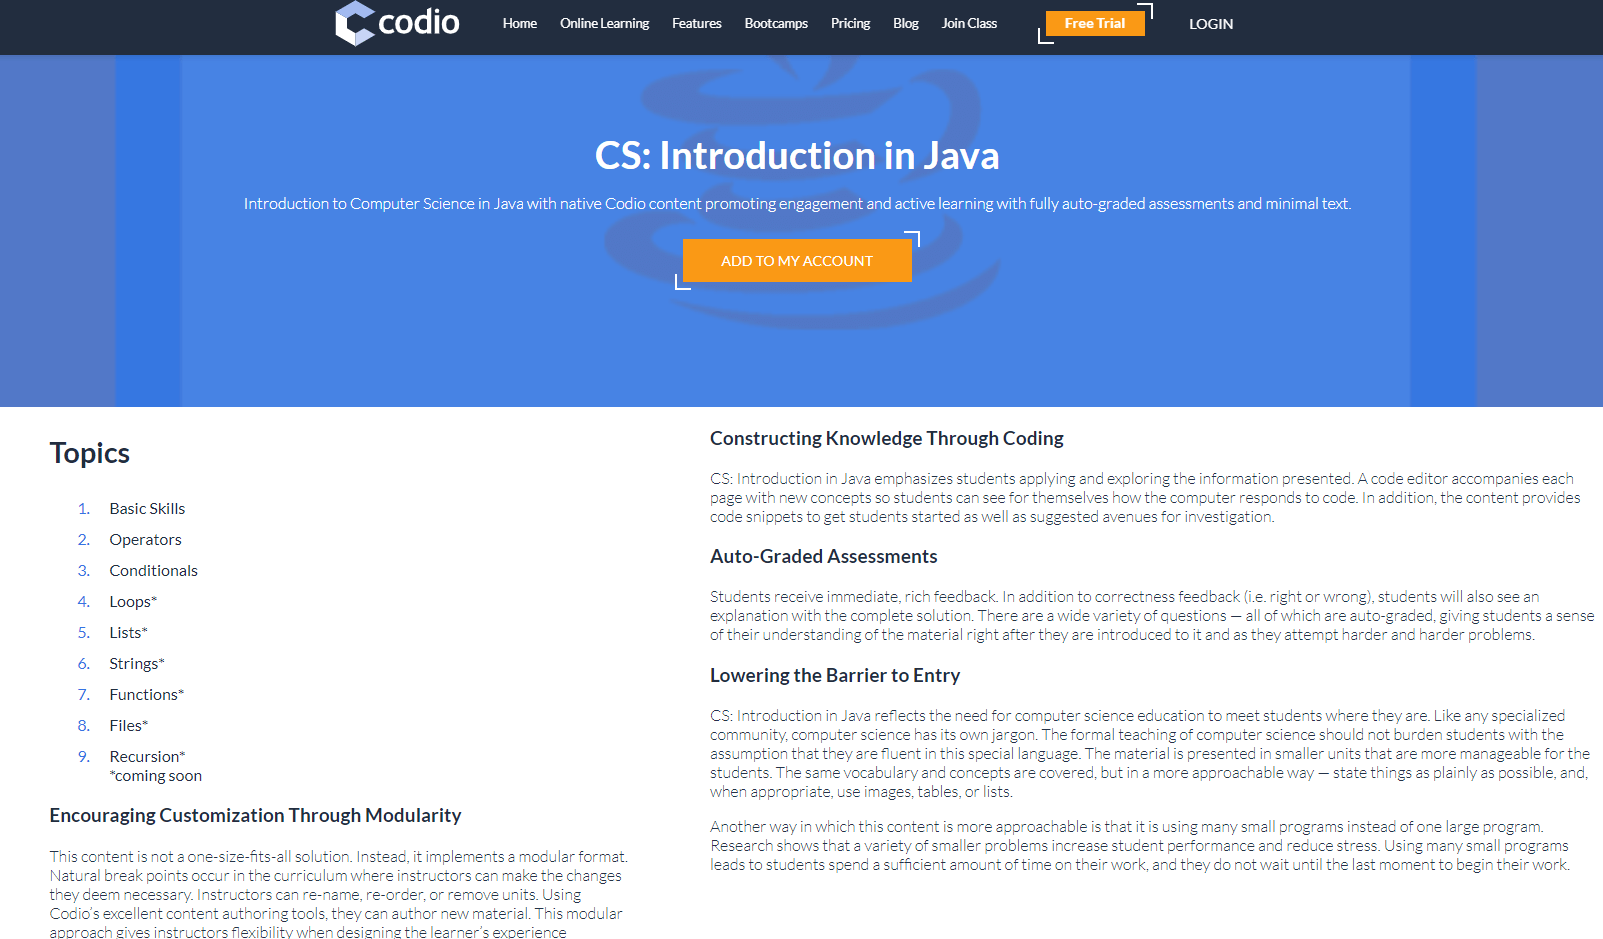 codio
Home Online Learning Features Bootcamps Pricing Blog Join Class Free Trial LOGIN
CS: Introduction in Java
Introduction to Computer Science in Java with native Codio content promoting engagement and active learning with fully auto-graded assessments and minimal text.
ADD TO MY ACCOUNT
Topics
1. Basic Skills
2. Operators
3. Conditionals
4. Loops*
5. Lists*
6. Strings*
7. Functions*
8. Files*
9. Recursion*
*coming soon
Encouraging Customization Through Modularity
This content is not a one-size-fits-all solution. Instead, it implements a modular format.
Natural break points occur in the curriculum where instructors can make the changes
they deem necessary. Instructors can re-name, re-order, or remove units. Using
Codio's excellent content authoring tools, they can author new material. This modular
approach gives instructors flexibility when designing the learner's experience
Constructing Knowledge Through Coding
CS: Introduction in Java emphasizes students applying and exploring the information presented. A code editor accompanies each
page with new concepts so students can see for themselves how the computer responds to code. In addition, the content provides
code snippets to get students started as well as suggested avenues for investigation.
Auto-Graded Assessments
Students receive immediate, rich feedback. In addition to correctness feedback (i.e. right or wrong), students will also see an
explanation with the complete solution. There are a wide variety of questions — all of which are auto-graded, giving students a sense
of their understanding of the material right after they are introduced to it and as they attempt harder and harder problems.
Lowering the Barrier to Entry
CS: Introduction in Java reflects the need for computer science education to meet students where they are. Like any specialized
community, computer science has its own jargon. The formal teaching of computer science should not burden students with the
assumption that they are fluent in this special language. The material is presented in smaller units that are more manageable for the
students. The same vocabulary and concepts are covered, but in a more approachable way — state things as plainly as possible, and,
when appropriate, use images, tables, or lists.
Another way in which this content is more approachable is that it is using many small programs instead of one large program.
Research shows that a variety of smaller problems increase student performance and reduce stress. Using many small programs
leads to students spend a sufficient amount of time on their work, and they do not wait until the last moment to begin their work.